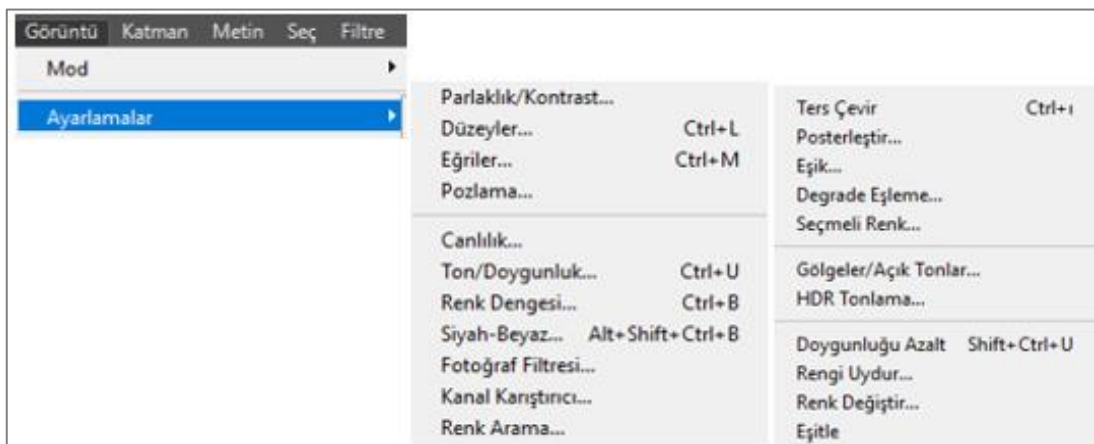 Görüntü Katman Metin Seç Filtre
Mod
Ayarlamalar
Parlaklık/Kontrast...
Düzeyler... Ctrl+L
Eğriler... Ctrl+M
Pozlama...
Canlılık...
Ton/Doygunluk... Ctrl+U
Renk Dengesi... Ctrl+B
Siyah-Beyaz... Alt+Shift+Ctrl+B
Fotoğraf Filtresi...
Kanal Karıştırıcı...
Renk Arama...
Ters Çevir Ctrl+ı
Posterleştir...
Eşik...
Degrade Eşleme...
Seçmeli Renk...
Gölgeler/Açık Tonlar...
HDR Tonlama...
Doygunluğu Azalt Shift+Ctrl+U
Rengi Uydur...
Renk Değiştir...
Eşitle